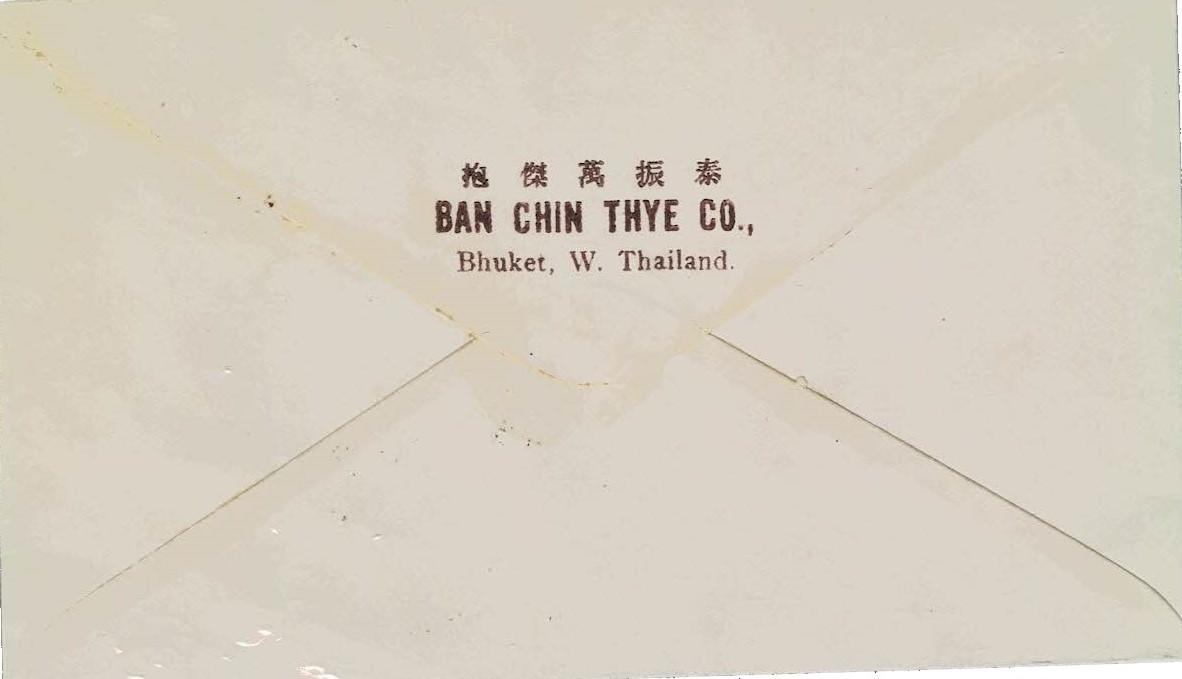 抱傑萬振泰
BAN CHIN THYE CO.,
Bhuket, W. Thailand.